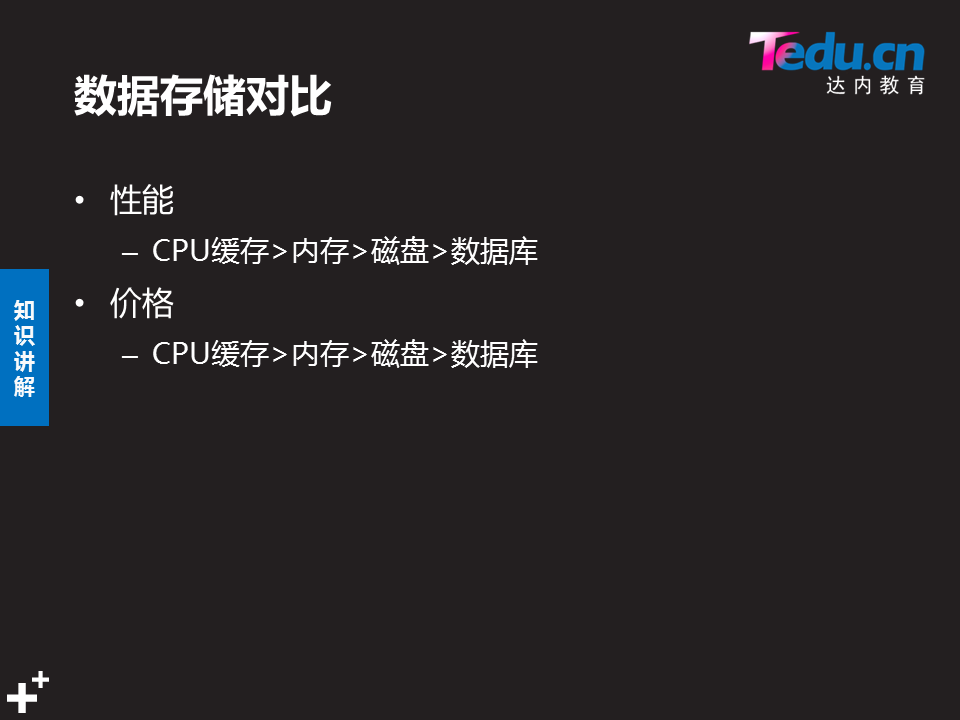 Tedu.cn
达内教育
数据存储对比
• 性能
– CPU缓存>内存>磁盘>数据库
• 价格
– CPU缓存>内存>磁盘>数据库
知
识
讲
解